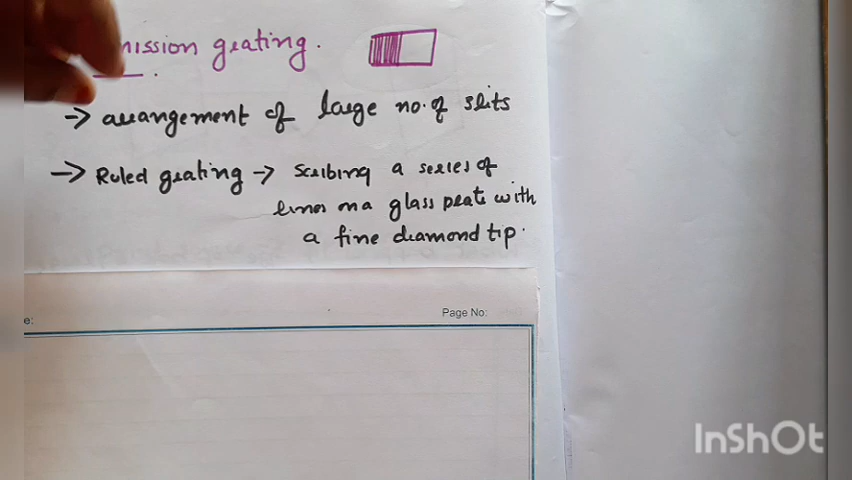 mission grating.
→ arrangement of large no. of slits
→ Ruled grating → scribing a series of
lines on a glass plate with
a fine diamond tip.
e:
Page No:
InShOt